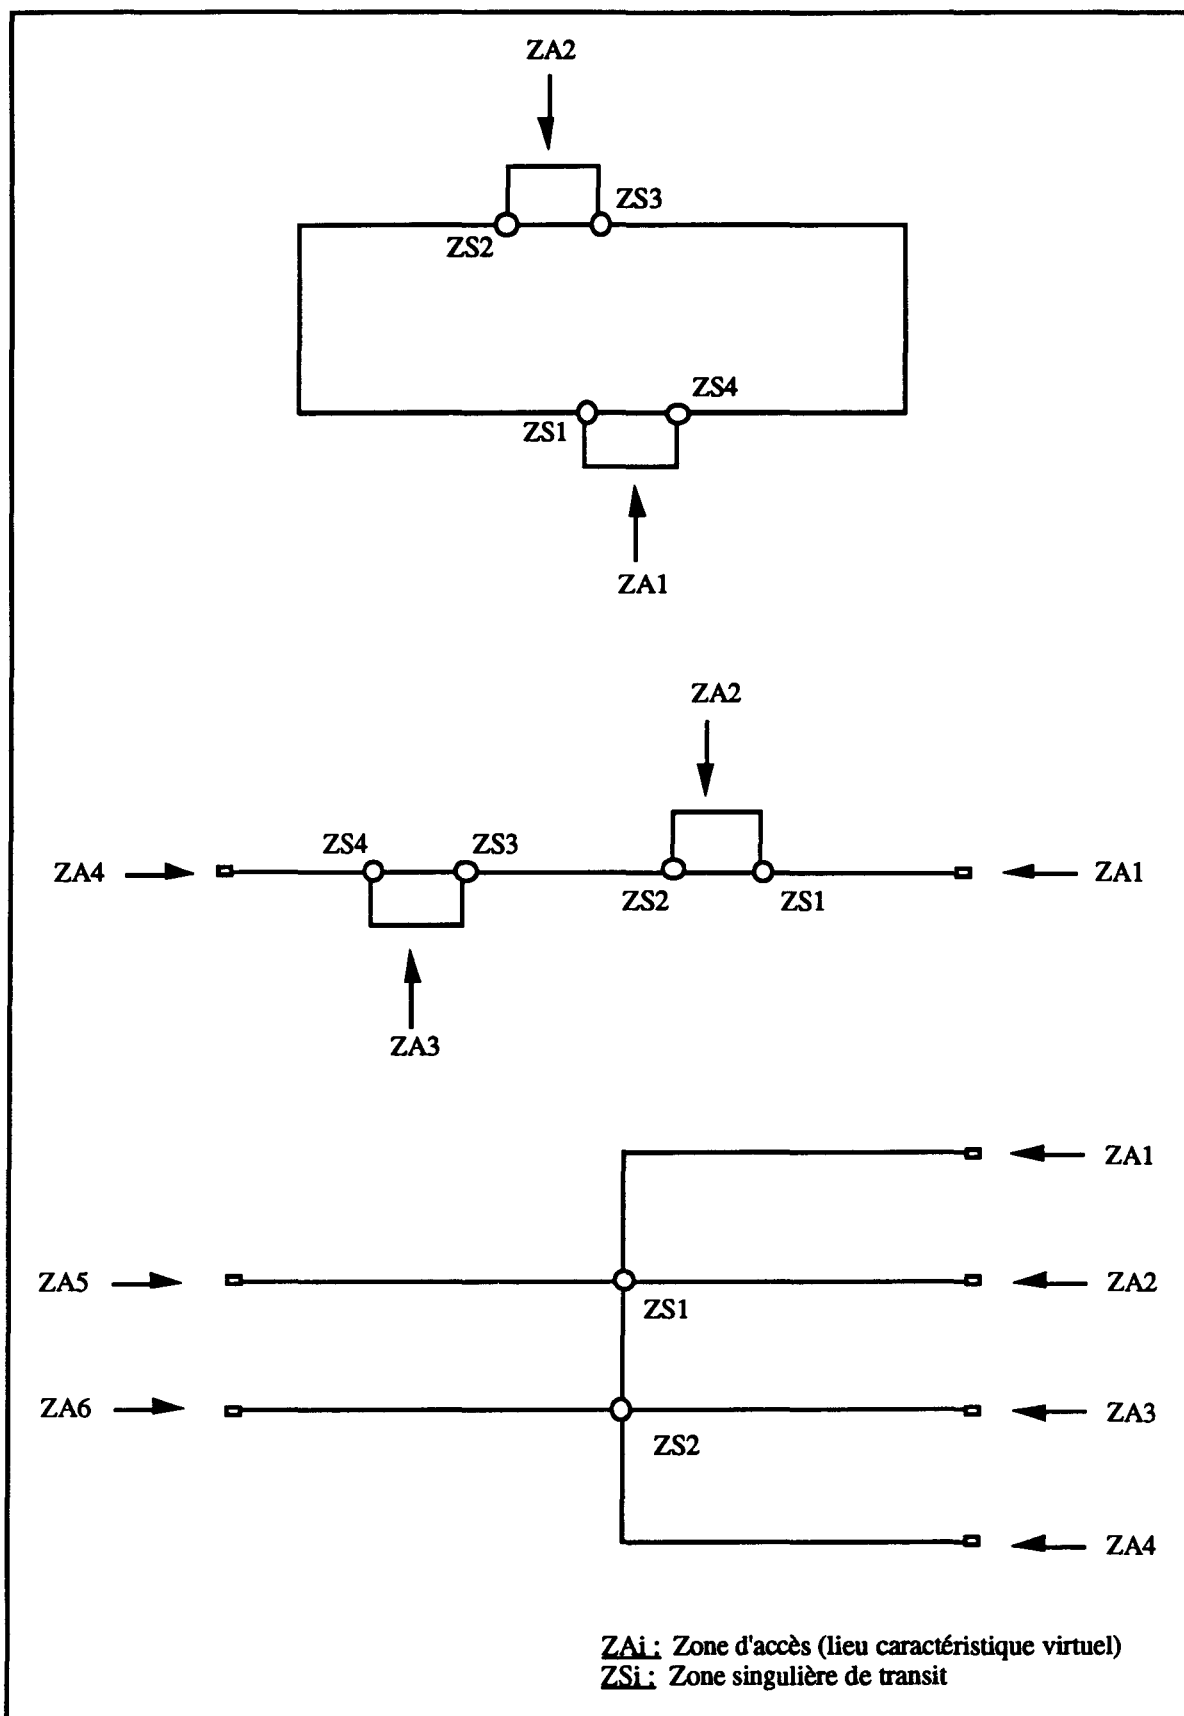 ZA2
ZS3
ZS2
ZS4
ZS1
ZA1
ZA2
ZS4
ZS3
ZA4
ZA1
ZS2
ZS1
ZA3
ZA1
ZA5
ZA2
ZS1
ZA6
ZA3
ZS2
ZA4
ZAi : Zone d'accès (lieu caractéristique virtuel)
ZSi : Zone singulière de transit